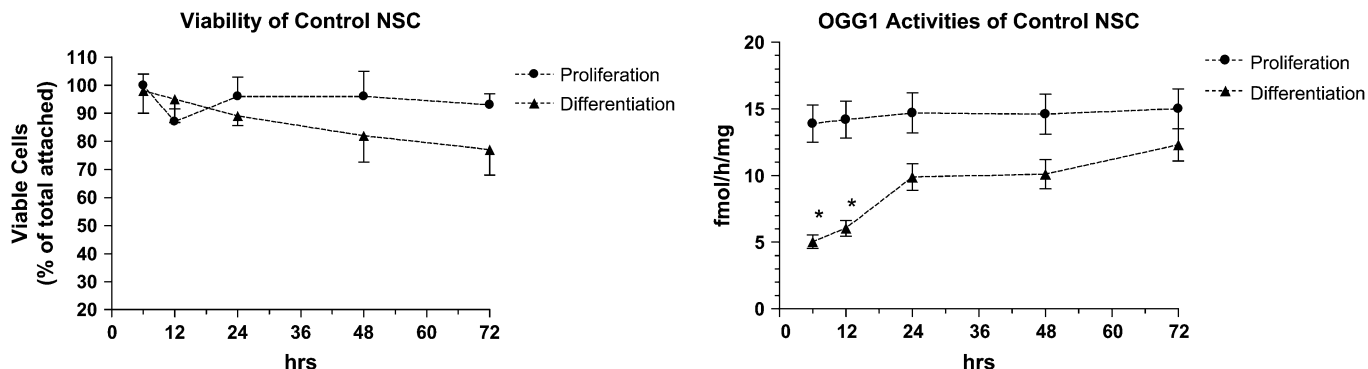 Viability of Control NSC
Viable Cells
(% of total attached)
110
100
90
80
70
60
50
40
30
20
0 12 24 36 48 60 72
hrs
Proliferation
Differentiation
OGG1 Activities of Control NSC
fmol/h/mg
20
15
10
5
0
* *
0 12 24 36 48 60 72
hrs
Proliferation
Differentiation